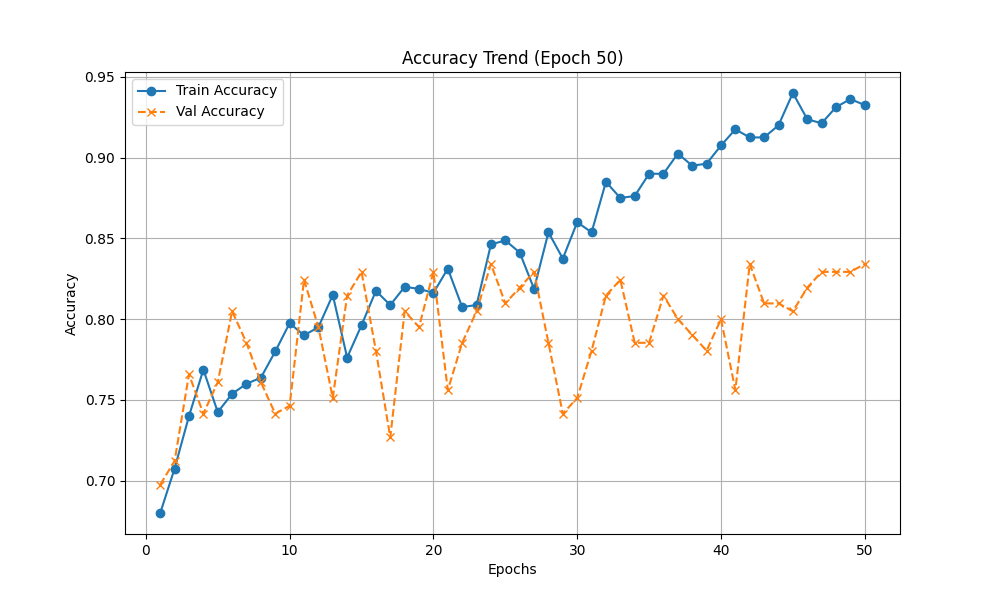 Accuracy Trend (Epoch 50)
Train Accuracy
Val Accuracy
0.95
0.90
0.85
0.80
0.75
0.70
Accuracy
0 10 20 30 40 50
Epochs